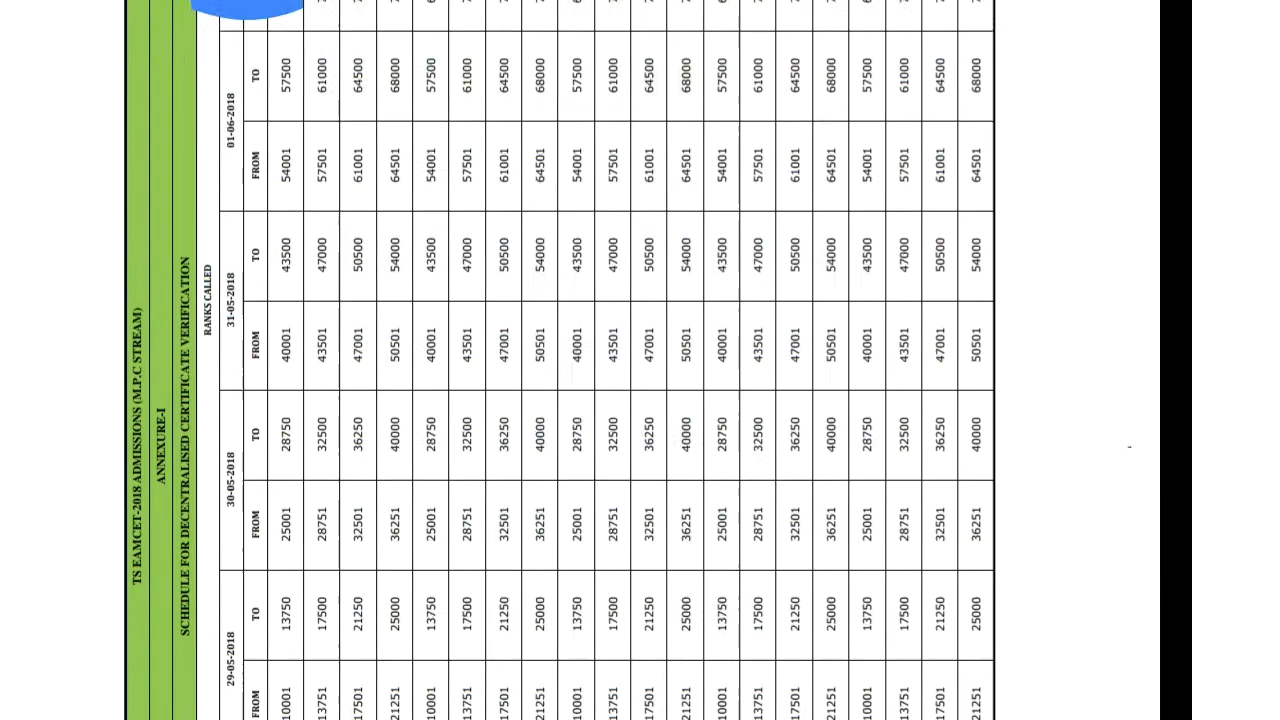 TS EAMCET-2018 ADMISSIONS (M.P.C STREAM)
ANNEXURE-I
SCHEDULE FOR DECENTRALISED CERTIFICATE VERIFICATION
RANKS CALLED
29-05-2018 30-05-2018 31-05-2018 01-06-2018
FROM TO FROM TO FROM TO FROM TO
10001 13750 25001 28750 40001 43500 54001 57500
13751 17500 28751 32500 43501 47000 57501 61000
17501 21250 32501 36250 47001 50500 61001 64500
21251 25000 36251 40000 50501 54000 64501 68000
10001 13750 25001 28750 40001 43500 54001 57500
13751 17500 28751 32500 43501 47000 57501 61000
17501 21250 32501 36250 47001 50500 61001 64500
21251 25000 36251 40000 50501 54000 64501 68000
10001 13750 25001 28750 40001 43500 54001 57500
13751 17500 28751 32500 43501 47000 57501 61000
17501 21250 32501 36250 47001 50500 61001 64500
21251 25000 36251 40000 50501 54000 64501 68000
10001 13750 25001 28750 40001 43500 54001 57500
13751 17500 28751 32500 43501 47000 57501 61000
17501 21250 32501 36250 47001 50500 61001 64500
21251 25000 36251 40000 50501 54000 64501 68000
10001 13750 25001 28750 40001 43500 54001 57500
13751 17500 28751 32500 43501 47000 57501 61000
17501 21250 32501 36250 47001 50500 61001 64500
21251 25000 36251 40000 50501 54000 64501 68000